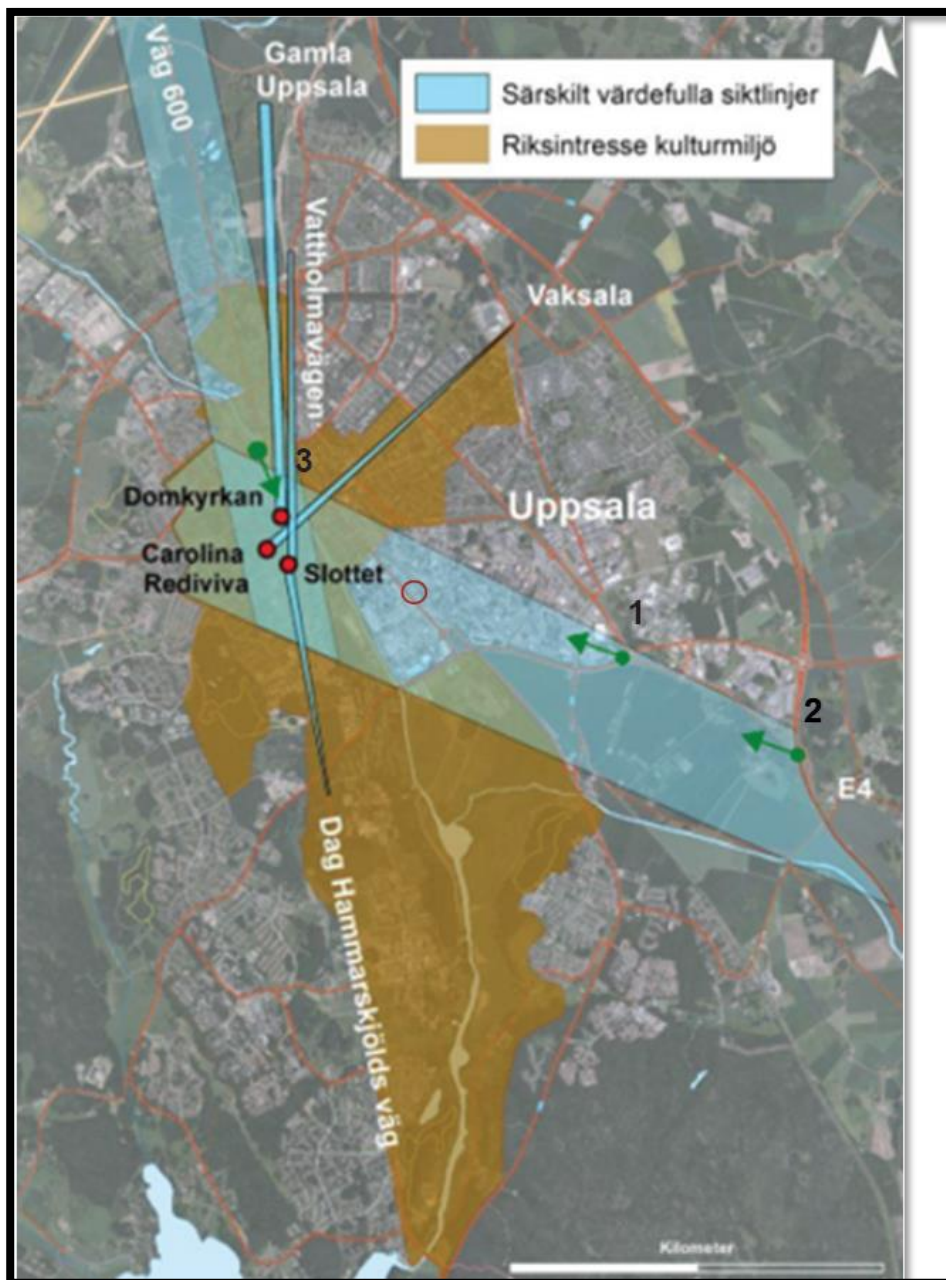 Väg 600
Gamla
Uppsala
Särskilt värdefulla siktlinjer
Riksintresse kulturmiljö
Vattholmavägen
Vaksala
3
Domkyrkan
Uppsala
Carolina
Rediviva
Slottet
1
2
E4
Dag Hammarskjölds väg
Kilometer